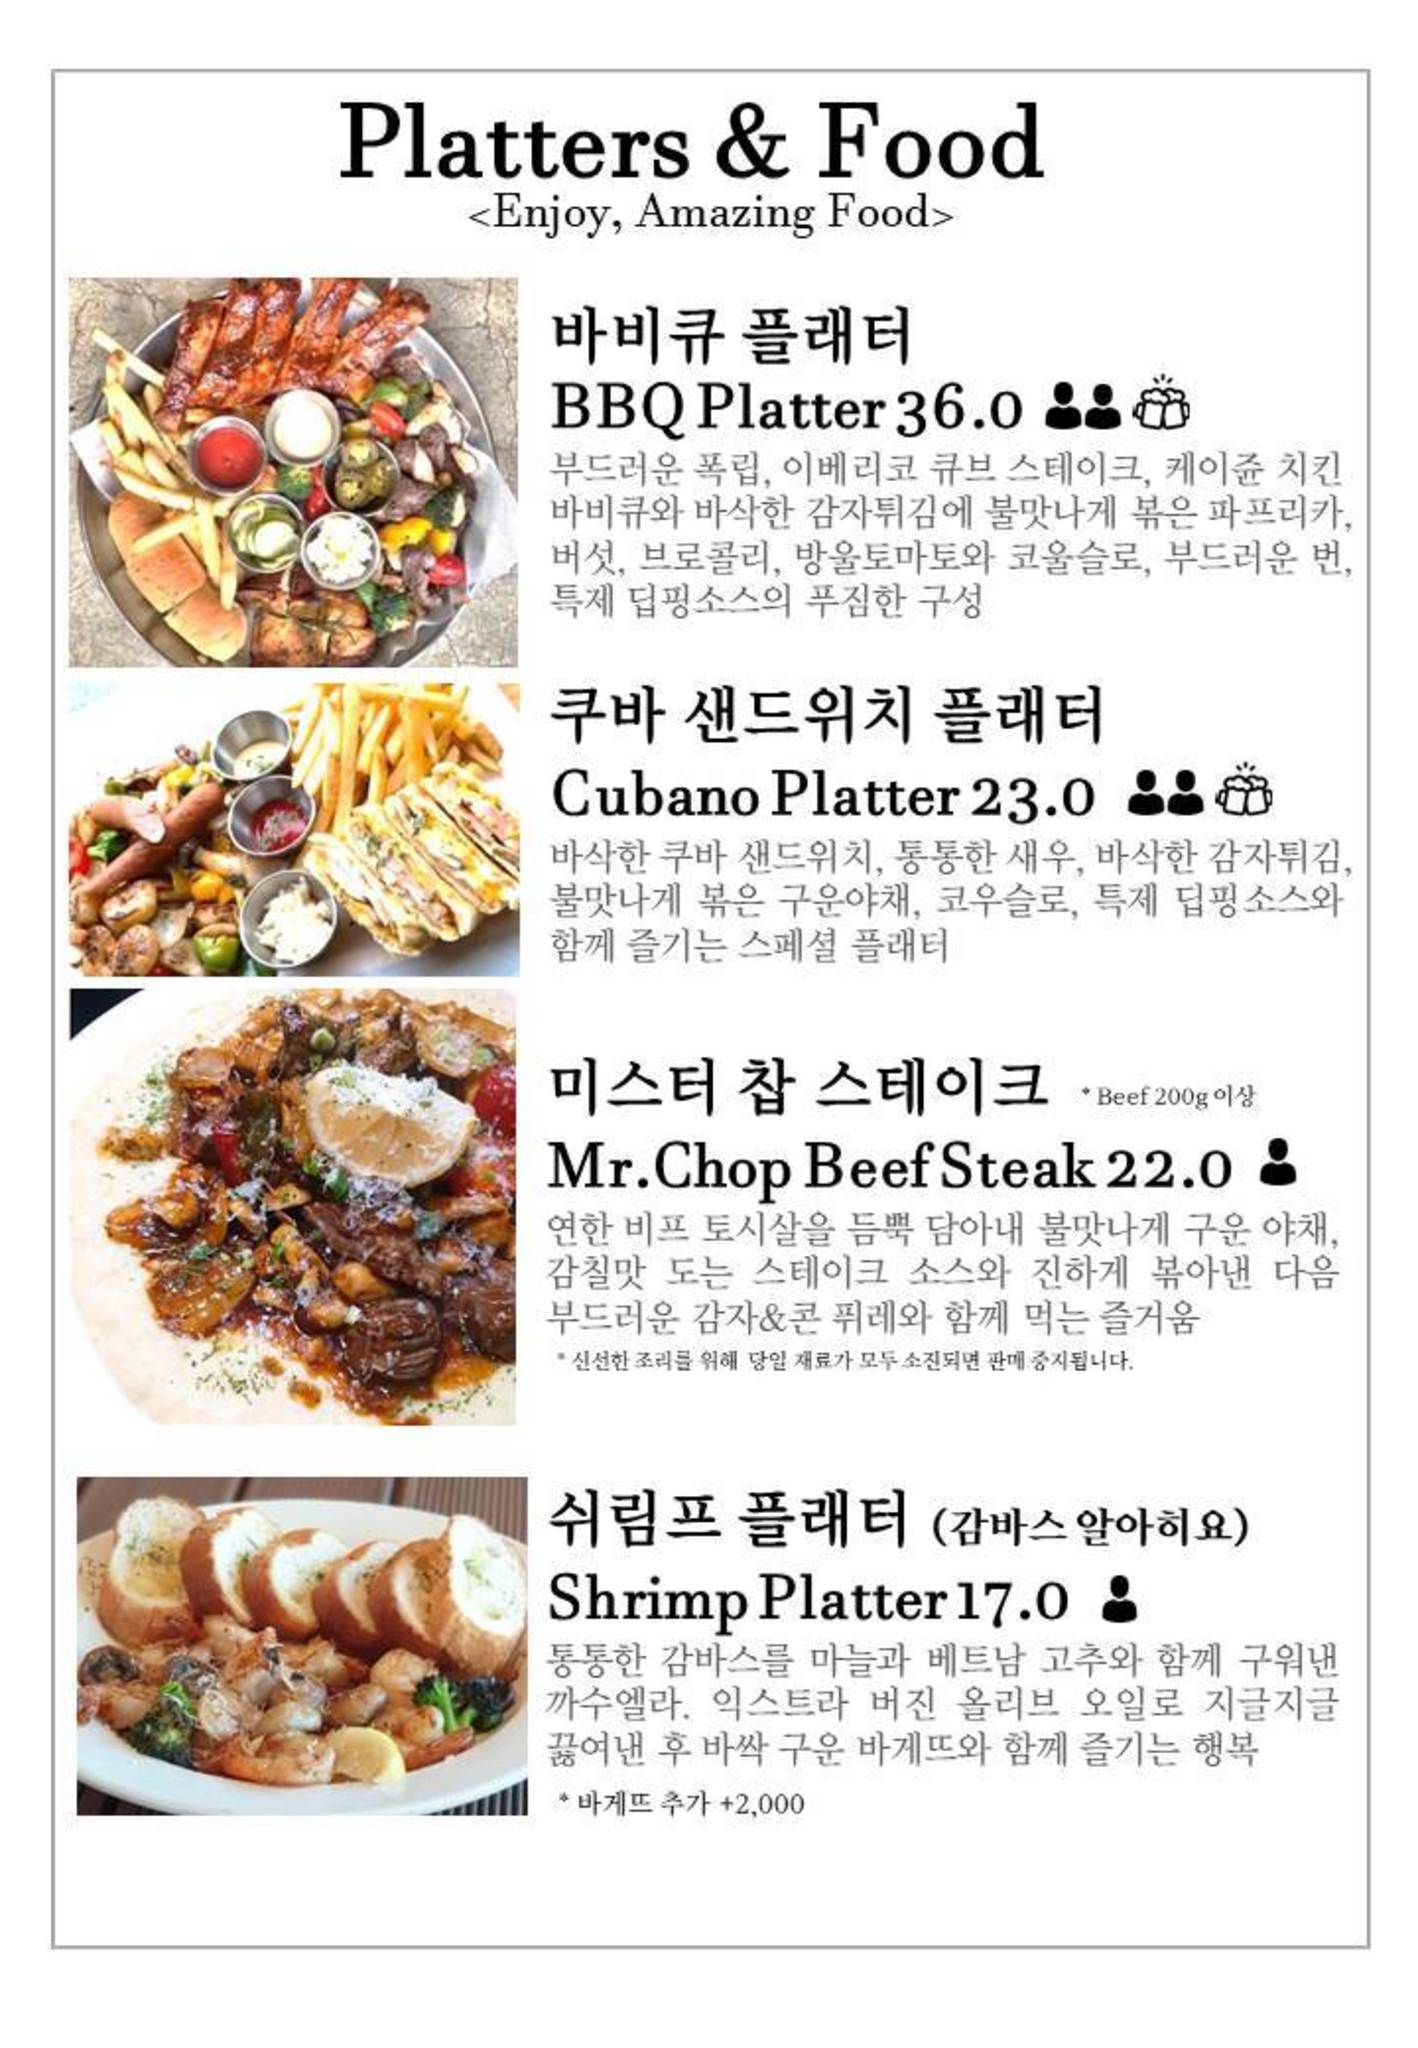 Platters & Food
<Enjoy, Amazing Food>
바비큐 플래터
BBQ Platter 36.0
부드러운 폭립, 이베리코 큐브 스테이크, 케이쥰 치킨
바비큐와 바삭한 감자튀김에 불맛나게 볶은 파프리카,
버섯, 브로콜리, 방울토마토와 코울슬로, 부드러운 번,
특제 딥핑소스의 푸짐한 구성
쿠바 샌드위치 플래터
Cubano Platter 23.0
바삭한 쿠바 샌드위치, 통통한 새우, 바삭한 감자튀김,
불맛나게 볶은 구운야채, 코우슬로, 특제 딥핑소스와
함께 즐기는 스페셜 플래터
미스터 찹 스테이크 * Beef 200g 이상
Mr.Chop Beef Steak 22.0
연한 비프 토시살을 듬뿍 담아내 불맛나게 구운 야채,
감칠맛 도는 스테이크 소스와 진하게 볶아낸 다음
부드러운 감자&콘 퓌레와 함께 먹는 즐거움
* 신선한 조리를 위해 당일 재료가 모두 소진되면 판매 중지됩니다.
쉬림프 플래터 (감바스 알아히요)
Shrimp Platter 17.0
통통한 감바스를 마늘과 베트남 고추와 함께 구워낸
까수엘라. 익스트라 버진 올리브 오일로 지글지글
끓여낸 후 바싹 구운 바게뜨와 함께 즐기는 행복
* 바게뜨 추가 +2,000